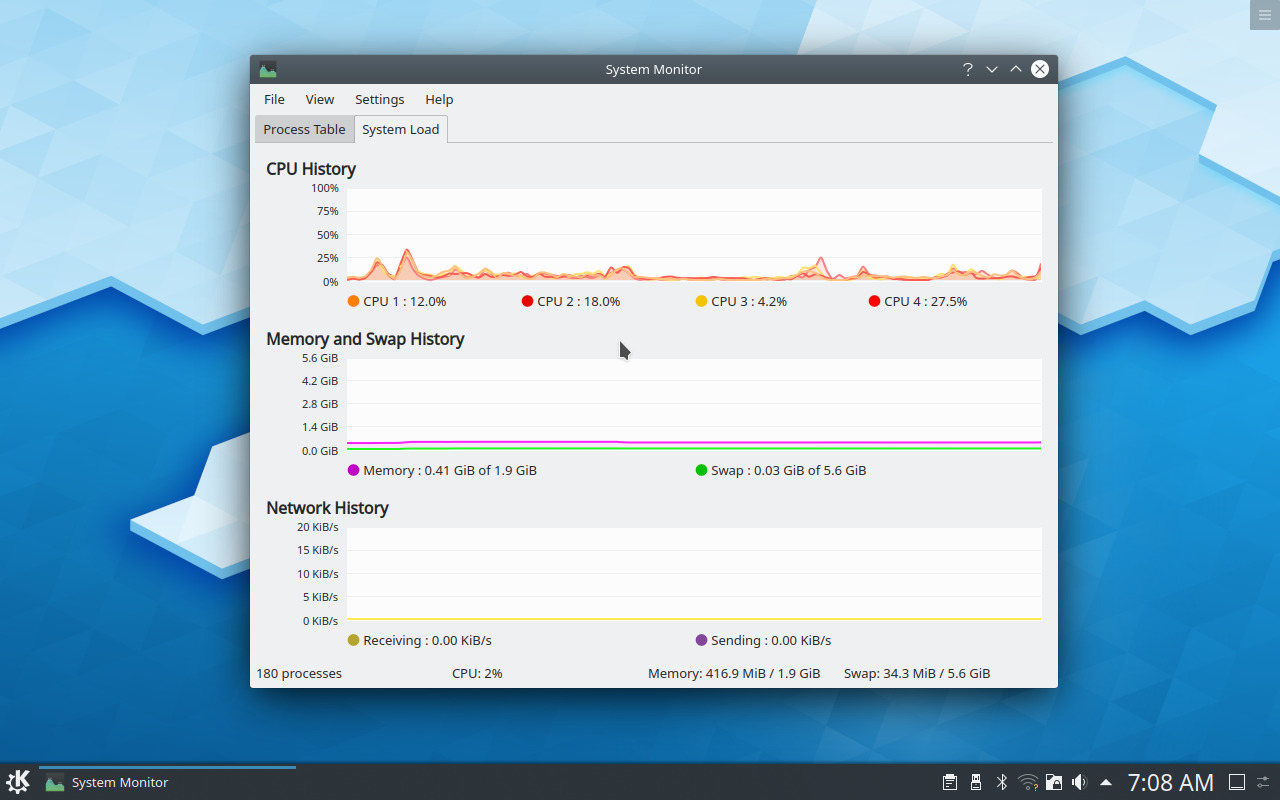 System Monitor
File View Settings Help
Process Table System Load
CPU History
100%
75%
50%
25%
0%
CPU 1 : 12.0% CPU 2 : 18.0% CPU 3 : 4.2% CPU 4 : 27.5%
Memory and Swap History
5.6 GiB
4.2 GiB
2.8 GiB
1.4 GiB
0.0 GiB
Memory : 0.41 GiB of 1.9 GiB Swap : 0.03 GiB of 5.6 GiB
Network History
20 KiB/s
15 KiB/s
10 KiB/s
5 KiB/s
0 KiB/s
Receiving : 0.00 KiB/s Sending : 0.00 KiB/s
180 processes CPU: 2% Memory: 416.9 MiB / 1.9 GiB Swap: 34.3 MiB / 5.6 GiB
System Monitor 7:08 AM